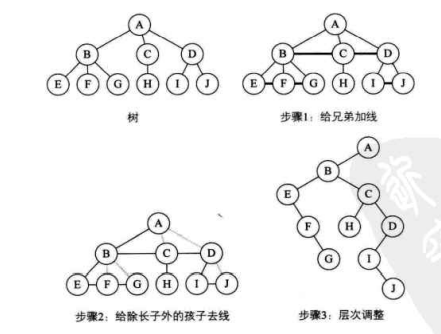 A
B C D
E F G H I J
树
A
B C D
E F G H I J
步骤1：给兄弟加线
A
B C D
E F G H I J
步骤2：给除长子外的孩子去线
A
B
E C
F H D
G I
J
步骤3：层次调整